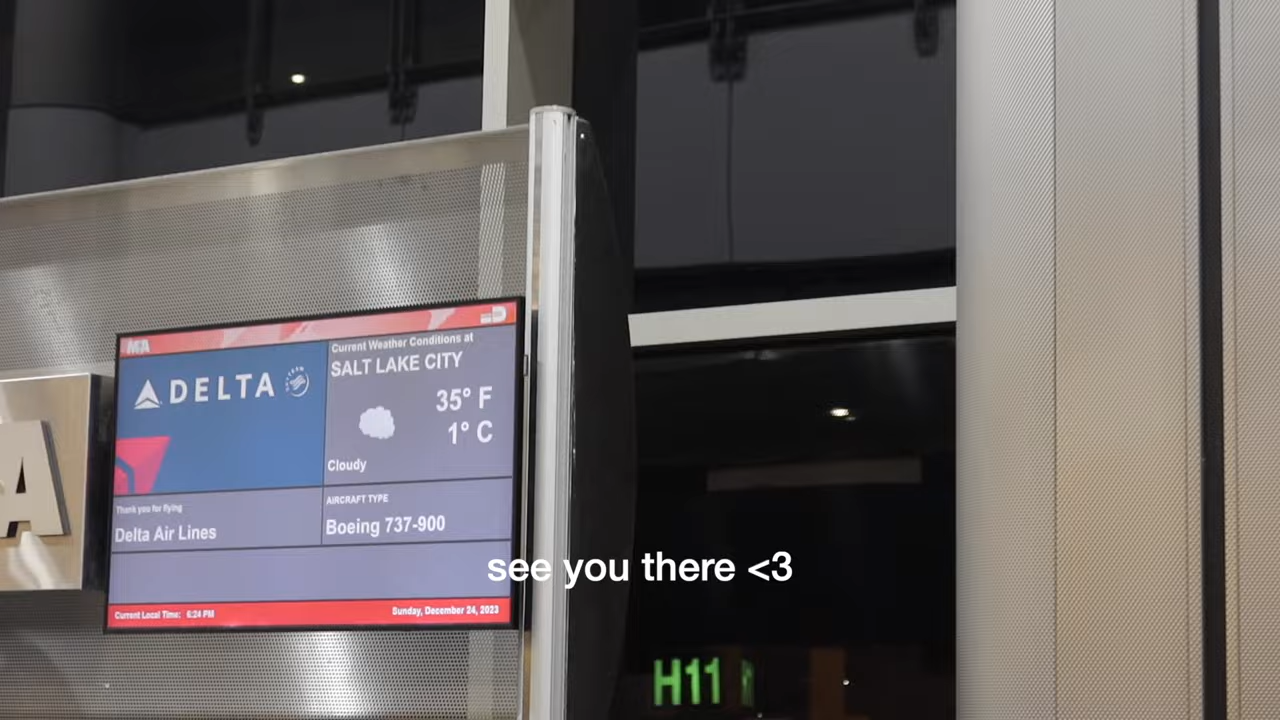 MIA
DELTA
Current Weather Conditions at
SALT LAKE CITY
35° F
1° C
Cloudy
Thank you for flying
Delta Air Lines
AIRCRAFT TYPE
Boeing 737-900
Current Local Time: 6:24 PM
Sunday, December 24, 2023
A
see you there <3
H11